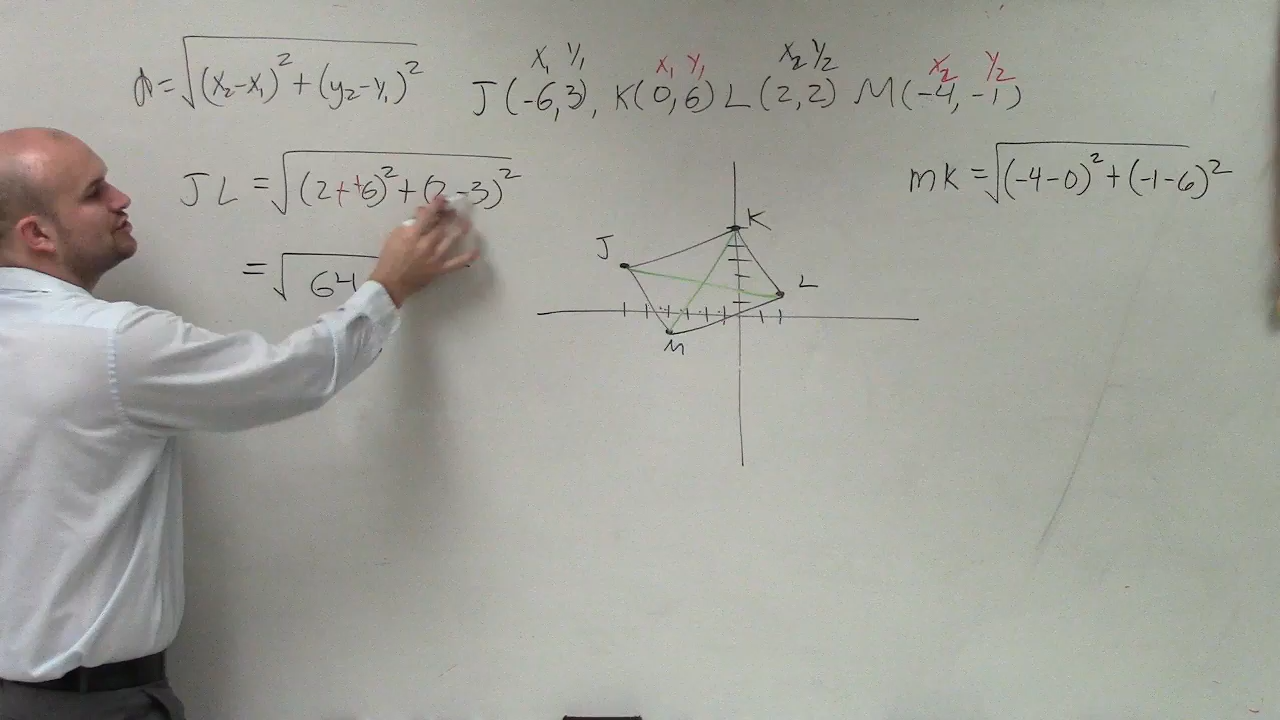 d=√(x₂-x₁)²+(y₂-y₁)²
x₁ y₁ x₁ y₁ x₂ y₂ x₂ y₂
J(-6,3), K(0,6) L(2,2) M(-4,-1)
JL =√(2++6)²+(2-3)²
mK=√(-4-0)²+(-1-6)²
=√64
K
J
L
M